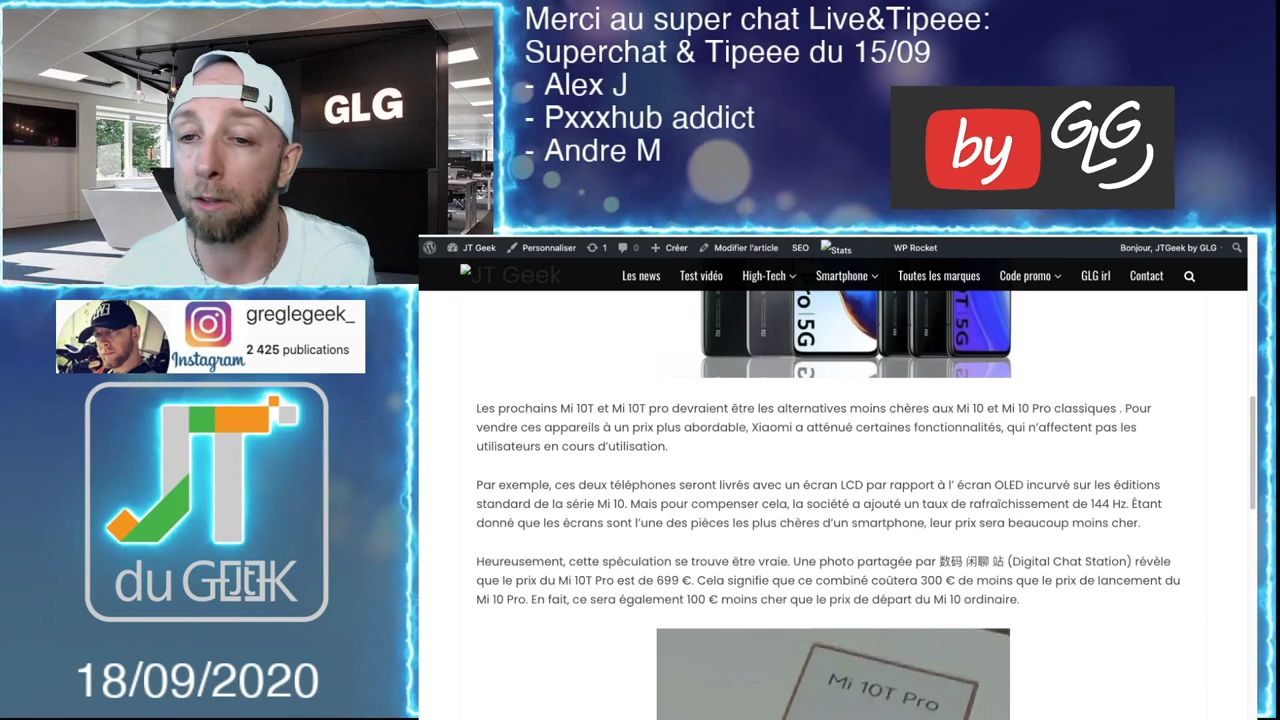 Merci au super chat Live&Tipeee:
Superchat & Tipeee du 15/09
- Alex J
- Pxxxhub addict
- Andre M
GLG
by GLG
greglegeek_
Instagram
2 425 publications
JT
du GEEK
18/09/2020
JT Geek Personnaliser 1 0 Créer Modifier l'article SEO Stats WP Rocket Bonjour, JTGeek by GLG
JT Geek Les news Test vidéo High-Tech Smartphone Toutes les marques Code promo GLG irl Contact
Pro 5G
T 5G
Les prochains Mi 10T et Mi 10T pro devraient être les alternatives moins chères aux Mi 10 et Mi 10 Pro classiques . Pour
vendre ces appareils à un prix plus abordable, Xiaomi a atténué certaines fonctionnalités, qui n'affectent pas les
utilisateurs en cours d'utilisation.
Par exemple, ces deux téléphones seront livrés avec un écran LCD par rapport à l' écran OLED incurvé sur les éditions
standard de la série Mi 10. Mais pour compenser cela, la société a ajouté un taux de rafraîchissement de 144 Hz. Étant
donné que les écrans sont l'une des pièces les plus chères d'un smartphone, leur prix sera beaucoup moins cher.
Heureusement, cette spéculation se trouve être vraie. Une photo partagée par 数码 闲聊 站 (Digital Chat Station) révèle
que le prix du Mi 10T Pro est de 699 €. Cela signifie que ce combiné coûtera 300 € de moins que le prix de lancement du
Mi 10 Pro. En fait, ce sera également 100 € moins cher que le prix de départ du Mi 10 ordinaire.
Mi 10T Pro